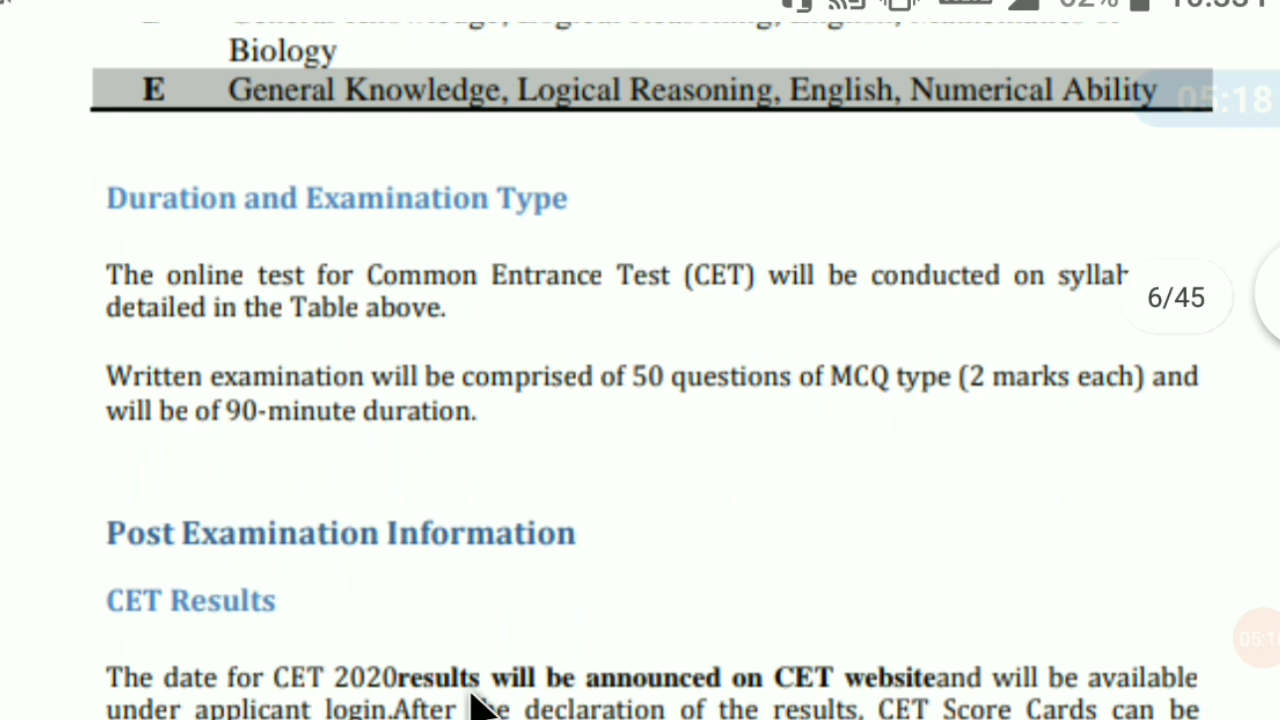 Biology
E General Knowledge, Logical Reasoning, English, Numerical Ability
05:18
Duration and Examination Type
The online test for Common Entrance Test (CET) will be conducted on
detailed in the Table above.
6/45
Written examination will be comprised of 50 questions of MCQ type (2 marks each) and
will be of 90-minute duration.
Post Examination Information
CET Results
The date for CET 2020results will be announced on CET websiteand will be available
under applicant login.After declaration of the results, CET Score Cards can be